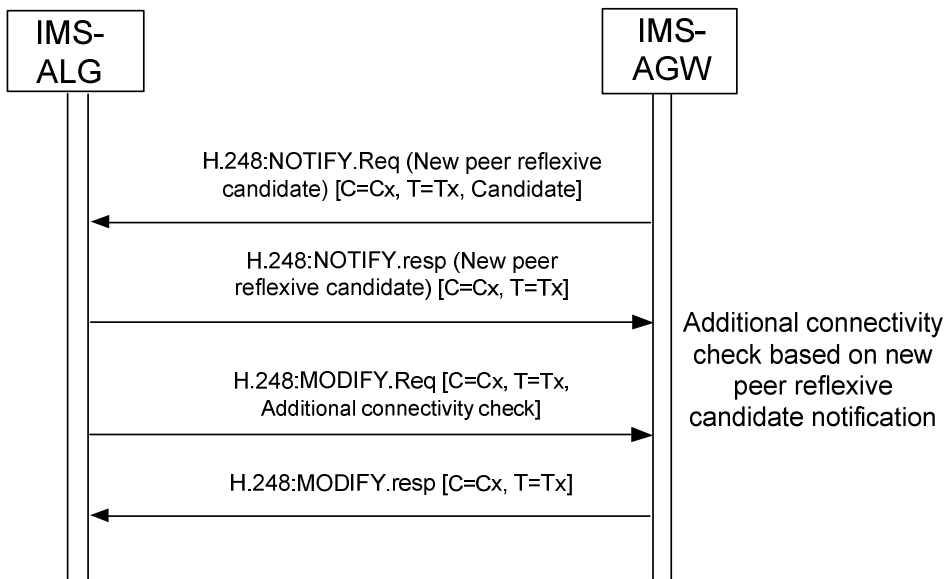 IMS-
ALG
IMS-
AGW
H.248:NOTIFY.Req (New peer reflexive
candidate) [C=Cx, T=Tx, Candidate]
H.248:NOTIFY.resp (New peer
reflexive candidate) [C=Cx, T=Tx]
H.248:MODIFY.Req [C=Cx, T=Tx,
Additional connectivity check]
H.248:MODIFY.resp [C=Cx, T=Tx]
Additional connectivity
check based on new
peer reflexive
candidate notification